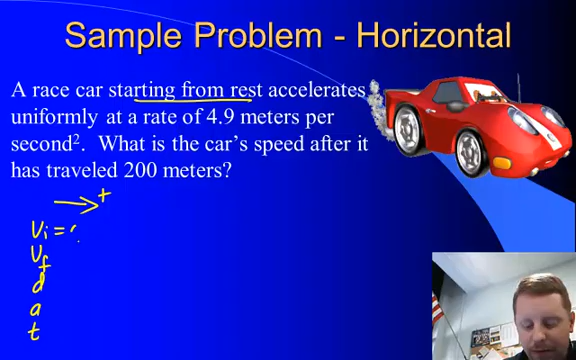 Sample Problem - Horizontal
A race car starting from rest accelerates
uniformly at a rate of 4.9 meters per
second². What is the car's speed after it
has traveled 200 meters?
+
Vi =
Vf
d
a
t